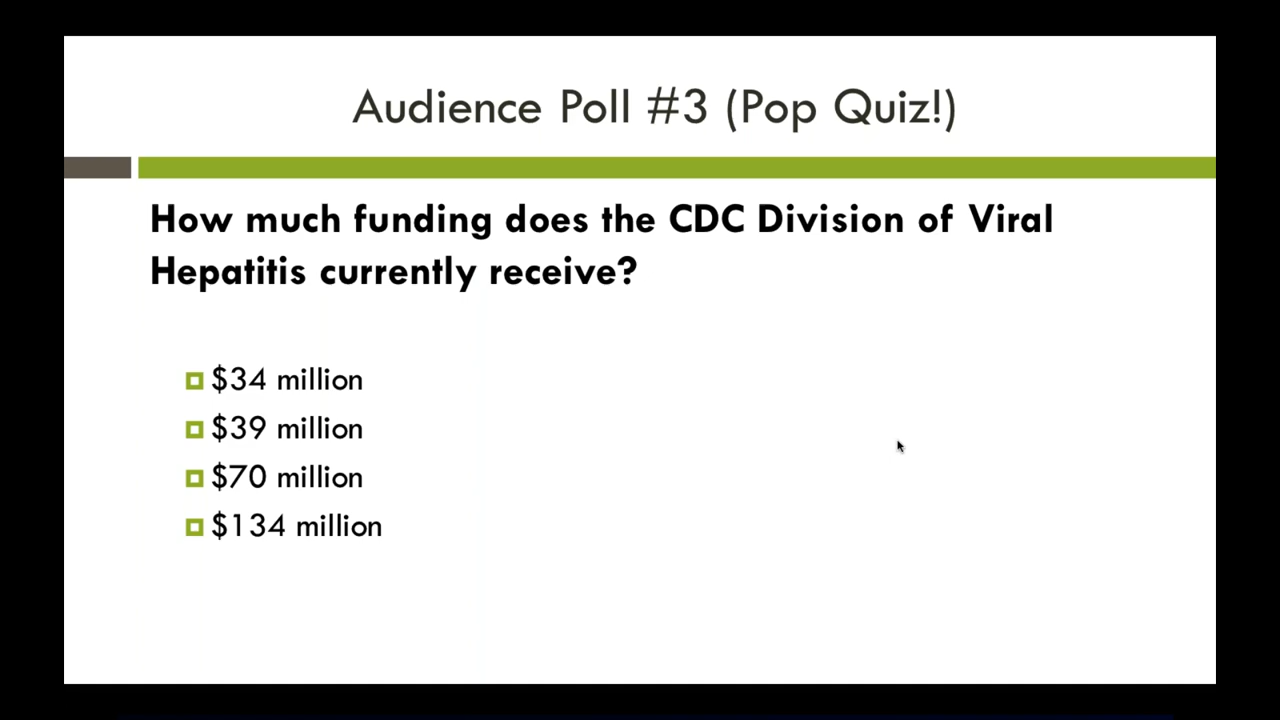 Audience Poll #3 (Pop Quiz!)
How much funding does the CDC Division of Viral
Hepatitis currently receive?
$34 million
$39 million
$70 million
$134 million